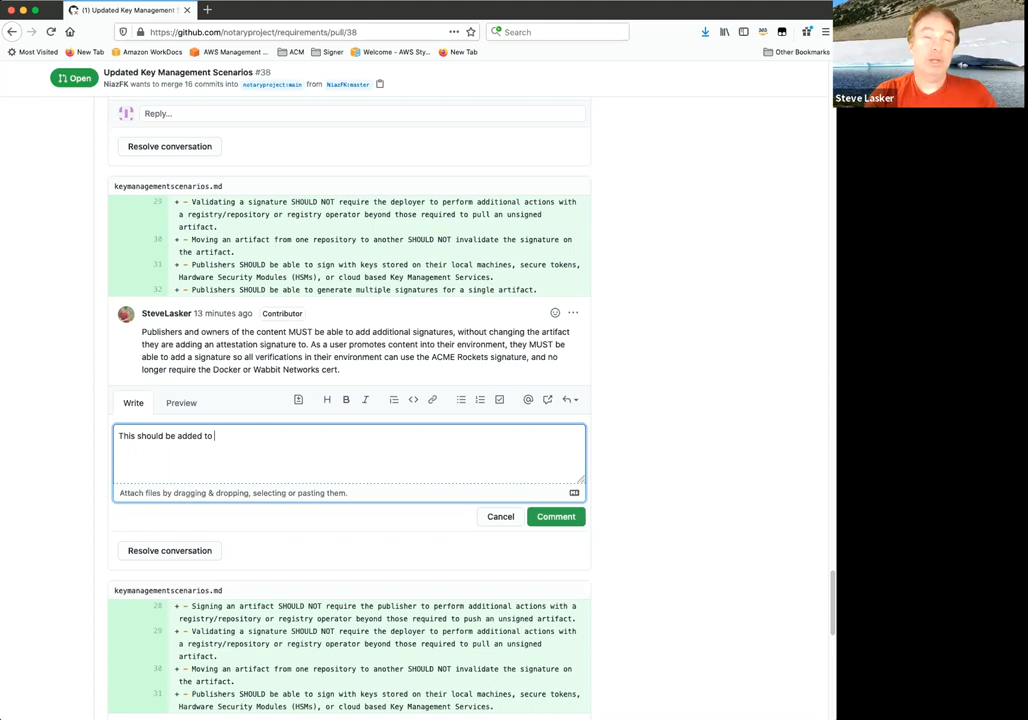 (1) Updated Key Management S
https://github.com/notaryproject/requirements/pull/38
Search
Most Visited
New Tab
Amazon WorkDocs
AWS Management ...
ACM
Signer
Welcome - AWS Sty...
New Tab
Other Bookmarks
Open
Updated Key Management Scenarios #38
NiazFK wants to merge 16 commits into notaryproject:main from NiazFK:master
Steve Lasker
Reply...
Resolve conversation
keymanagementscenarios.md
29 + - Validating a signature SHOULD NOT require the deployer to perform additional actions with
a registry/repository or registry operator beyond those required to pull an unsigned
artifact.
30 + - Moving an artifact from one repository to another SHOULD NOT invalidate the signature on
the artifact.
31 + - Publishers SHOULD be able to sign with keys stored on their local machines, secure tokens,
Hardware Security Modules (HSMs), or cloud based Key Management Services.
32 + - Publishers SHOULD be able to generate multiple signatures for a single artifact.
SteveLasker 13 minutes ago Contributor
Publishers and owners of the content MUST be able to add additional signatures, without changing the artifact
they are adding an attestation signature to. As a user promotes content into their environment, they MUST be
able to add a signature so all verifications in their environment can use the ACME Rockets signature, and no
longer require the Docker or Wabbit Networks cert.
Write Preview
This should be added to
Attach files by dragging & dropping, selecting or pasting them.
Cancel Comment
Resolve conversation
keymanagementscenarios.md
28 + - Signing an artifact SHOULD NOT require the publisher to perform additional actions with a
registry/repository or registry operator beyond those required to push an unsigned artifact.
29 + - Validating a signature SHOULD NOT require the deployer to perform additional actions with
a registry/repository or registry operator beyond those required to pull an unsigned
artifact.
30 + - Moving an artifact from one repository to another SHOULD NOT invalidate the signature on
the artifact.
31 + - Publishers SHOULD be able to sign with keys stored on their local machines, secure tokens,
Hardware Security Modules (HSMs), or cloud based Key Management Services.